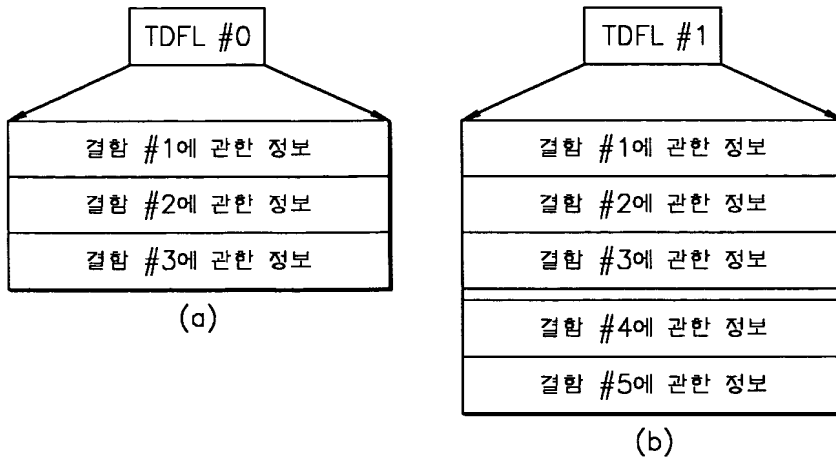 TDFL #0
결함 #1에 관한 정보
결함 #2에 관한 정보
결함 #3에 관한 정보
(a)
TDFL #1
결함 #1에 관한 정보
결함 #2에 관한 정보
결함 #3에 관한 정보
결함 #4에 관한 정보
결함 #5에 관한 정보
(b)